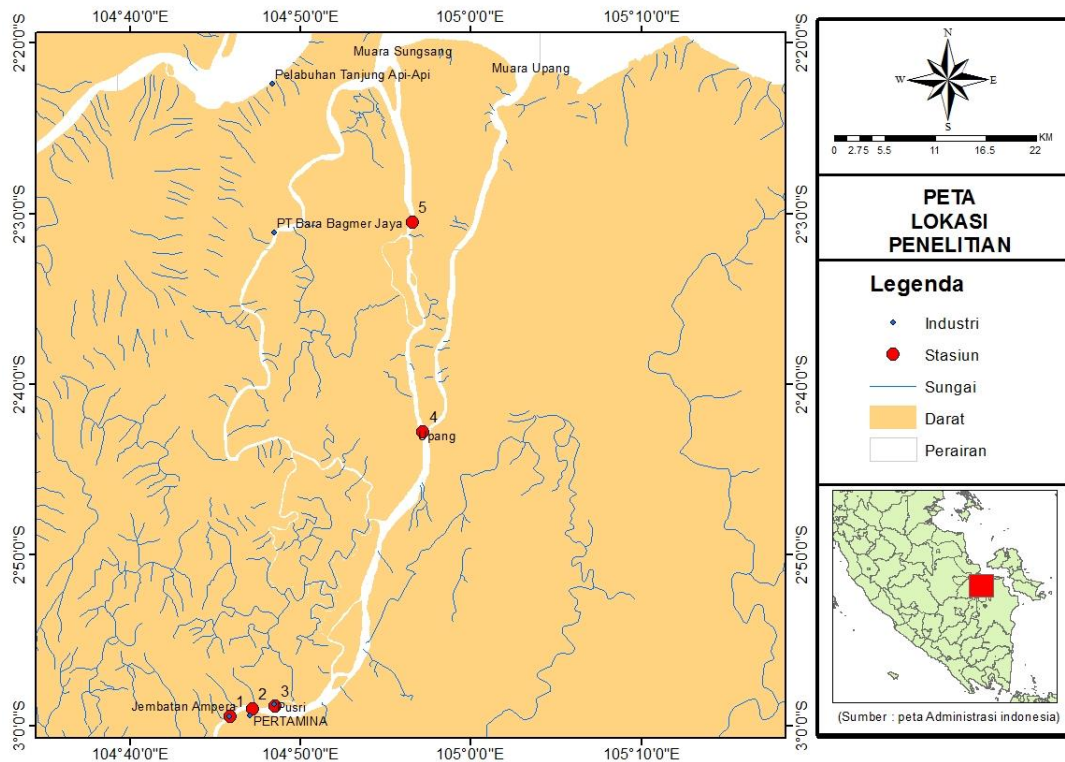 104°40'0"E 104°50'0"E 105°0'0"E 105°10'0"E
2°20'0"S
2°30'0"S
2°40'0"S
2°50'0"S
3°0'0"S
2°20'0"S
2°30'0"S
2°40'0"S
2°50'0"S
3°0'0"S
Muara Sungsang
Muara Upang
Pelabuhan Tanjung Api-Api
5
PT Bara Bagmer Jaya
4
Upang
1 2 3
Jembatan Ampera
Pusri
PERTAMINA
104°40'0"E 104°50'0"E 105°0'0"E 105°10'0"E
N
W E
S
KM
0 2.75 5.5 11 16.5 22
PETA
LOKASI
PENELITIAN
Legenda
Industri
Stasiun
Sungai
Darat
Perairan
(Sumber : peta Administrasi indonesia)